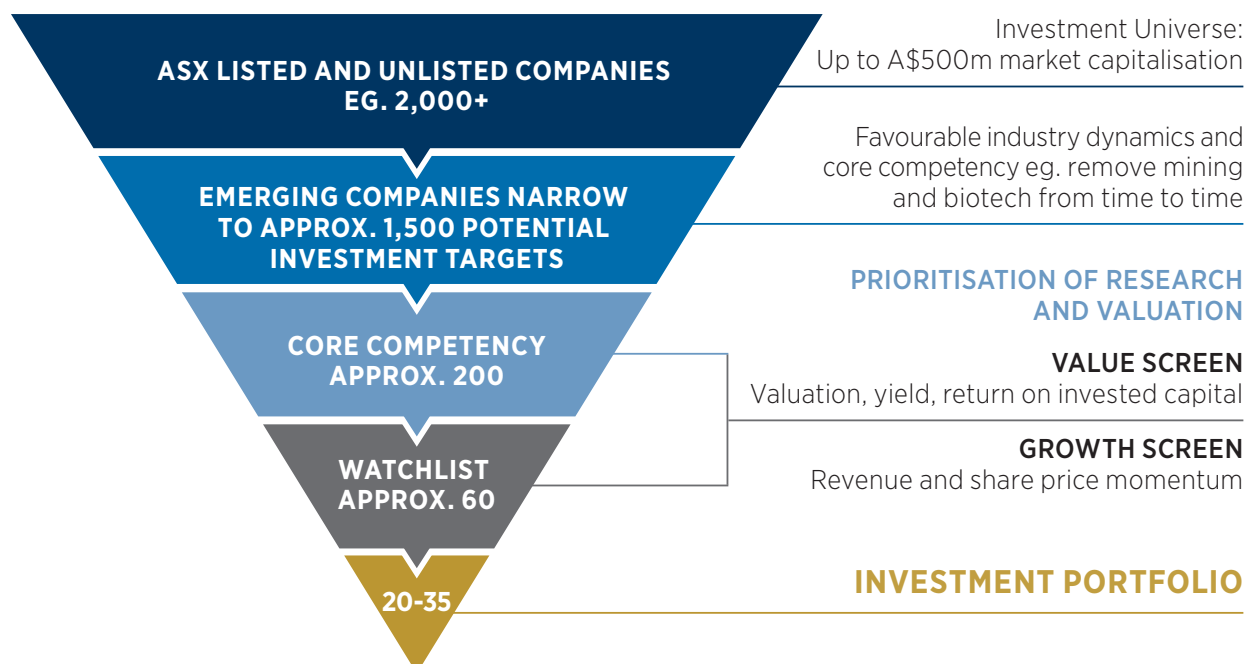 ASX LISTED AND UNLISTED COMPANIES
EG. 2,000+
Investment Universe:
Up to A$500m market capitalisation
EMERGING COMPANIES NARROW
TO APPROX. 1,500 POTENTIAL
INVESTMENT TARGETS
Favourable industry dynamics and
core competency eg. remove mining
and biotech from time to time
CORE COMPETENCY
APPROX. 200
PRIORITISATION OF RESEARCH
AND VALUATION
VALUE SCREEN
Valuation, yield, return on invested capital
WATCHLIST
APPROX. 60
GROWTH SCREEN
Revenue and share price momentum
20-35
INVESTMENT PORTFOLIO